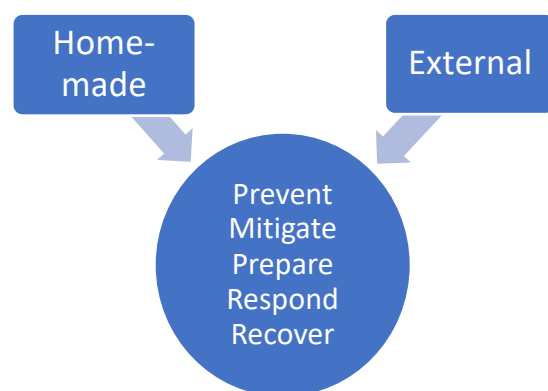 Home-
made
External
Prevent
Mitigate
Prepare
Respond
Recover